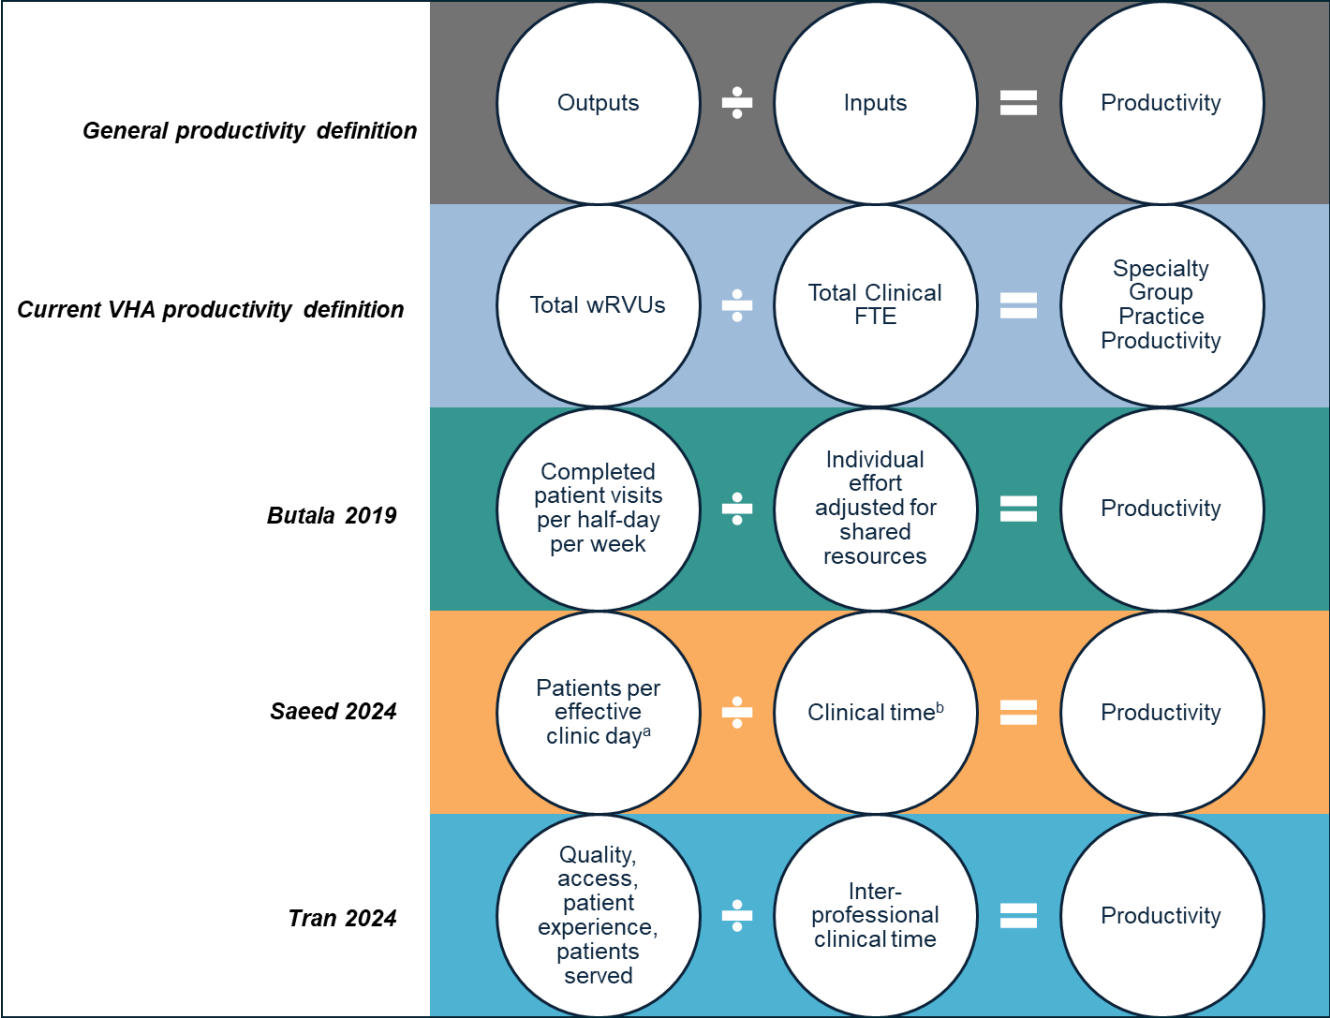 General productivity definition
Outputs
÷
Inputs
=
Productivity
Current VHA productivity definition
Total wRVUs
÷
Total Clinical
FTE
=
Specialty
Group
Practice
Productivity
Butala 2019
Completed
patient visits
per half-day
per week
÷
Individual
effort
adjusted for
shared
resources
=
Productivity
Saeed 2024
Patients per
effective
clinic dayᵃ
÷
Clinical timeᵇ
=
Productivity
Tran 2024
Quality,
access,
patient
experience,
patients
served
÷
Inter-
professional
clinical time
=
Productivity